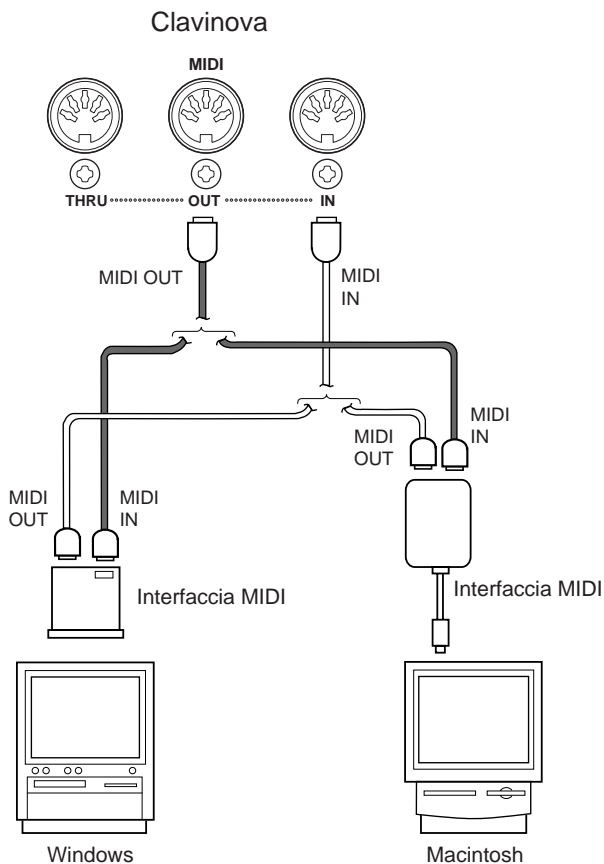 Clavinova
MIDI
THRU OUT IN
MIDI OUT
MIDI
IN
MIDI
IN
MIDI
OUT
MIDI
OUT
MIDI
IN
Interfaccia MIDI
Interfaccia MIDI
Windows
Macintosh